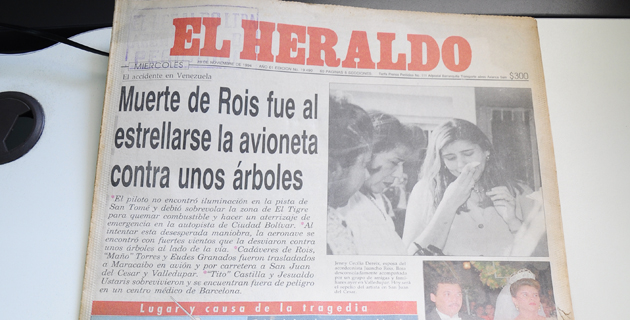 EL HERALDO
MIERCOLES
$300
El accidente en Venezuela
Muerte de Rois fue al
estrellarse la avioneta
contra unos árboles
*El piloto no encontró iluminación en la pista de
San Tomé y debió sobrevolar la zona de El Tigre
para quemar combustible y hacer un aterrizaje de
emergencia en la autopista de Ciudad Bolívar. *Al
intentar esta desesperada maniobra, la aeronave se
encontró con fuertes vientos que la desviaron contra
unos árboles al lado de la vía. *Cadáveres de Rois,
"Maño" Torres y Eudes Granados fueron trasladados
a Maracaibo en avión y por carretera a San Juan
del Cesar y Valledupar. *"Tito" Castilla y Jesualdo
Ustaris sobrevivieron y se encuentran fuera de peligro
en un centro médico de Barcelona.
Lugar y causa de la tragedia